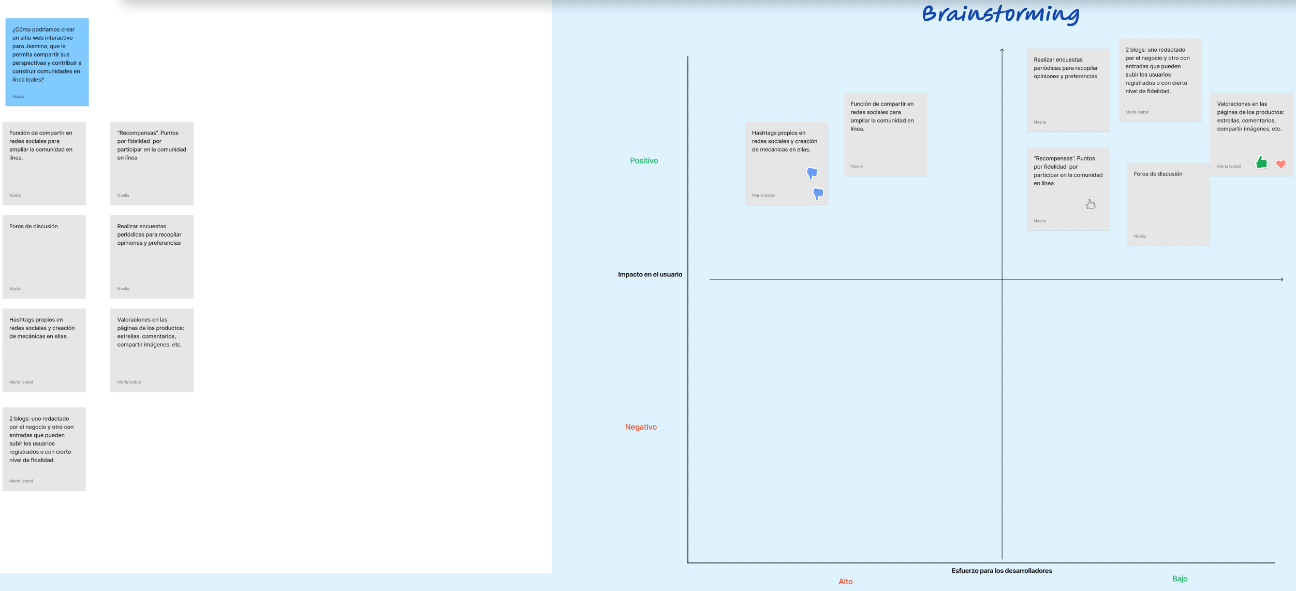 ¿Cómo podríamos crear
un sitio web interactivo
para Jasmina, que le
permita compartir sus
perspectivas y contribuir a
construir comunidades en
línea leales?
Noelia
Función de compartir en
redes sociales para
ampliar la comunidad en
línea.
Noelia
"Recompensas". Puntos
por fidelidad por
participar en la comunidad
en línea
Noelia
Foros de discusión
Noelia
Realizar encuestas
periódicas para recopilar
opiniones y preferencias
Noelia
Hashtags propios en
redes sociales y creación
de mecánicas en ellas.
Maria Isabel
Valoraciones en las
páginas de los productos:
estrellas, comentarios,
compartir imágenes, etc.
Maria Isabel
2 blogs: uno redactado
por el negocio y otro con
entradas que pueden
subir los usuarios
registrados o con cierto
nivel de fidelidad.
Maria Isabel
Brainstorming
Positivo
Impacto en el usuario
Negativo
Hashtags propios en
redes sociales y creación
de mecánicas en ellas.
Maria Isabel
Función de compartir en
redes sociales para
ampliar la comunidad en
línea.
Noelia
Realizar encuestas
periódicas para recopilar
opiniones y preferencias
Noelia
2 blogs: uno redactado
por el negocio y otro con
entradas que pueden
subir los usuarios
registrados o con cierto
nivel de fidelidad.
Maria Isabel
Valoraciones en las
páginas de los productos:
estrellas, comentarios,
compartir imágenes, etc.
Maria Isabel
"Recompensas". Puntos
por fidelidad por
participar en la comunidad
en línea
Noelia
Foros de discusión
Noelia
Esfuerzo para los desarrolladores
Alto
Bajo